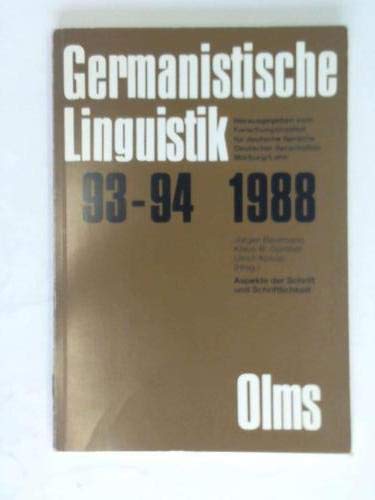 Germanistische
Linguistik
Herausgegeben vom
Forschungsinstitut
für deutsche Sprache
Deutscher Sprachatlas
Marburg/Lahn
93-94 1988
Jürgen Baurmann
Klaus-B. Günther
Ulrich Knoop
(Hrsg.)
Aspekte der Schrift
und Schriftlichkeit
Olms